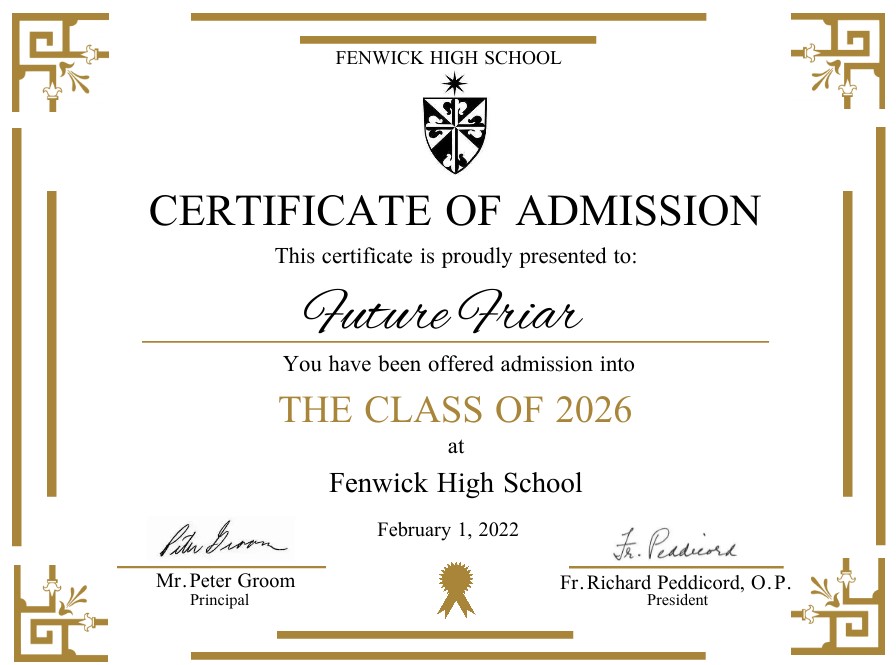 FENWICK HIGH SCHOOL
CERTIFICATE OF ADMISSION
This certificate is proudly presented to:
Future Friar
You have been offered admission into
THE CLASS OF 2026
at
Fenwick High School
February 1, 2022
Peter Groom
Fr. Peddicord
Mr. Peter Groom
Principal
Fr. Richard Peddicord, O.P.
President